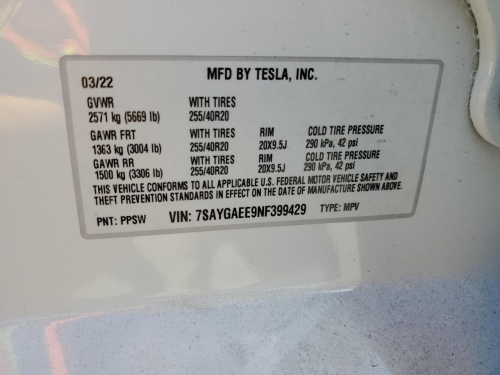 MFD BY TESLA, INC.
03/22
GVWR WITH TIRES
2571 kg (5669 lb) 255/40R20
GAWR FRT WITH TIRES RIM COLD TIRE PRESSURE
1363 kg (3004 lb) 255/40R20 20X9.5J 290 kPa, 42 psi
GAWR RR WITH TIRES RIM COLD TIRE PRESSURE
1500 kg (3306 lb) 255/40R20 20X9.5J 290 kPa, 42 psi
THIS VEHICLE CONFORMS TO ALL APPLICABLE U.S. FEDERAL MOTOR VEHICLE SAFETY AND
THEFT PREVENTION STANDARDS IN EFFECT ON THE DATE OF MANUFACTURE SHOWN ABOVE.
PNT: PPSW VIN: 7SAYGAEE9NF399429 TYPE: MPV